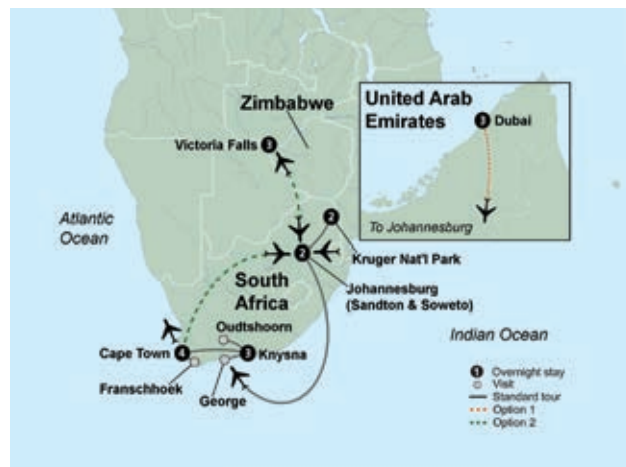 Zimbabwe
Victoria Falls
3
United Arab
Emirates
3
Dubai
To Johannesburg
Atlantic
Ocean
2
Kruger Nat'l Park
2
South
Africa
Johannesburg
(Sandton & Soweto)
Oudtshoorn
Cape Town
4
3
Knysna
Franschhoek
George
Indian Ocean
1 Overnight stay
Visit
Standard tour
Option 1
Option 2